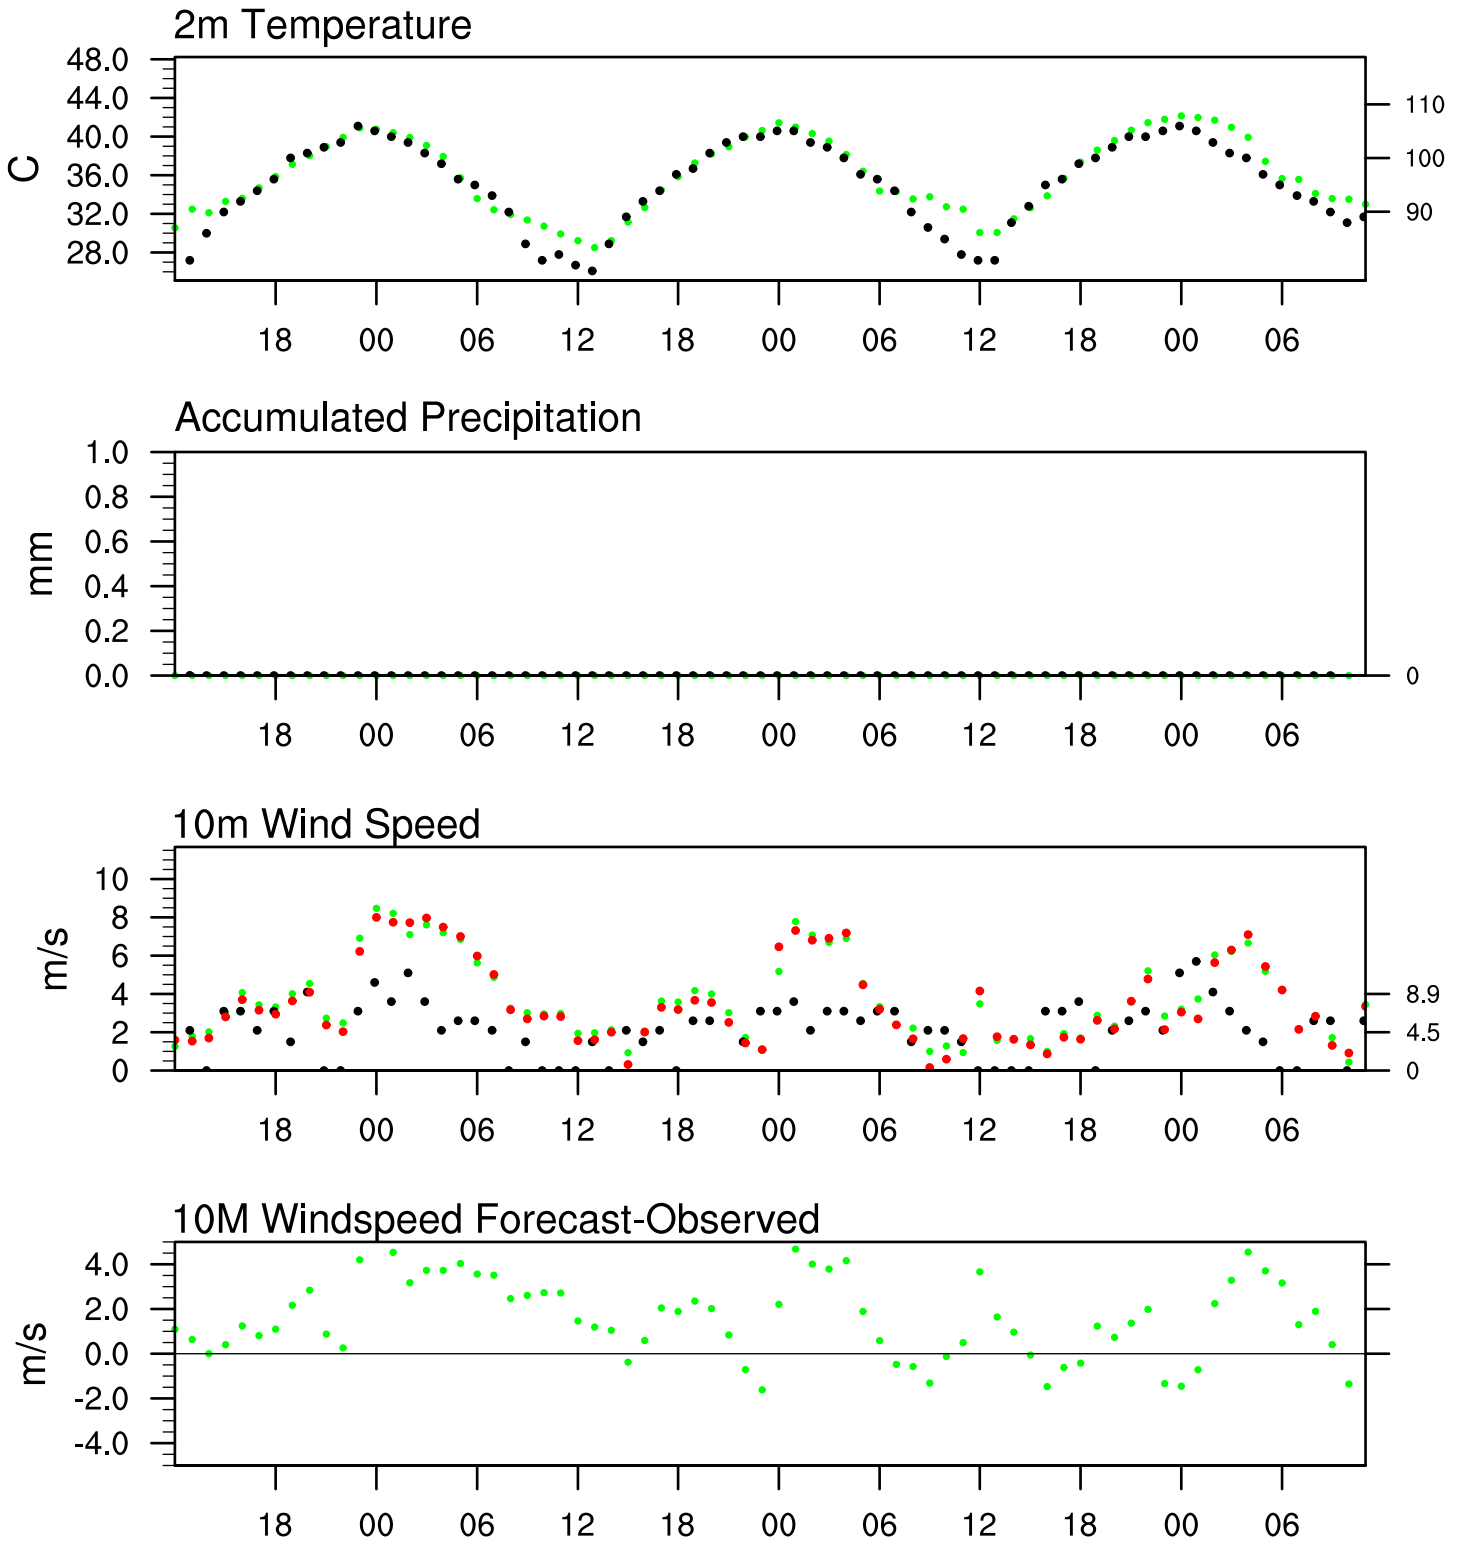 2m Temperature
48.0
44.0
40.0
36.0
32.0
28.0
C
110
100
90
18 00 06 12 18 00 06 12 18 00 06
Accumulated Precipitation
1.0
0.8
0.6
0.4
0.2
0.0
mm
0
18 00 06 12 18 00 06 12 18 00 06
10m Wind Speed
10
8
6
4
2
0
m/s
8.9
4.5
0
18 00 06 12 18 00 06 12 18 00 06
10M Windspeed Forecast-Observed
4.0
2.0
0.0
-2.0
-4.0
m/s
18 00 06 12 18 00 06 12 18 00 06